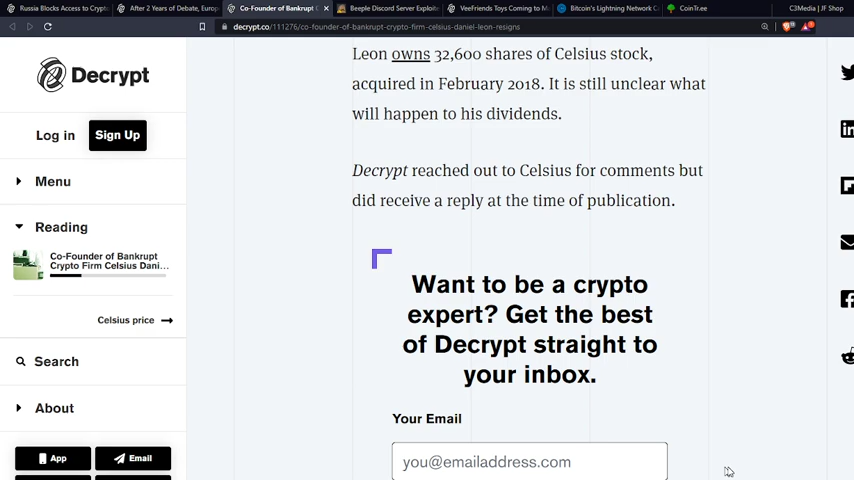 Russia Blocks Access to Crypto
After 2 Years of Debate, Europ
Co-Founder of Bankrupt C
Beeple Discord Server Exploite
VeeFriends Toys Coming to M
Bitcoin's Lightning Network C
CoinTr.ee
C3Media | JF Shop
decrypt.co/111276/co-founder-of-bankrupt-crypto-firm-celsius-daniel-leon-resigns
Decrypt
Log in
Sign Up
Menu
Reading
Co-Founder of Bankrupt
Crypto Firm Celsius Dani...
Celsius price
Search
About
App
Email
Leon owns 32,600 shares of Celsius stock,
acquired in February 2018. It is still unclear what
will happen to his dividends.
Decrypt reached out to Celsius for comments but
did receive a reply at the time of publication.
Want to be a crypto
expert? Get the best
of Decrypt straight to
your inbox.
Your Email
you@emailaddress.com